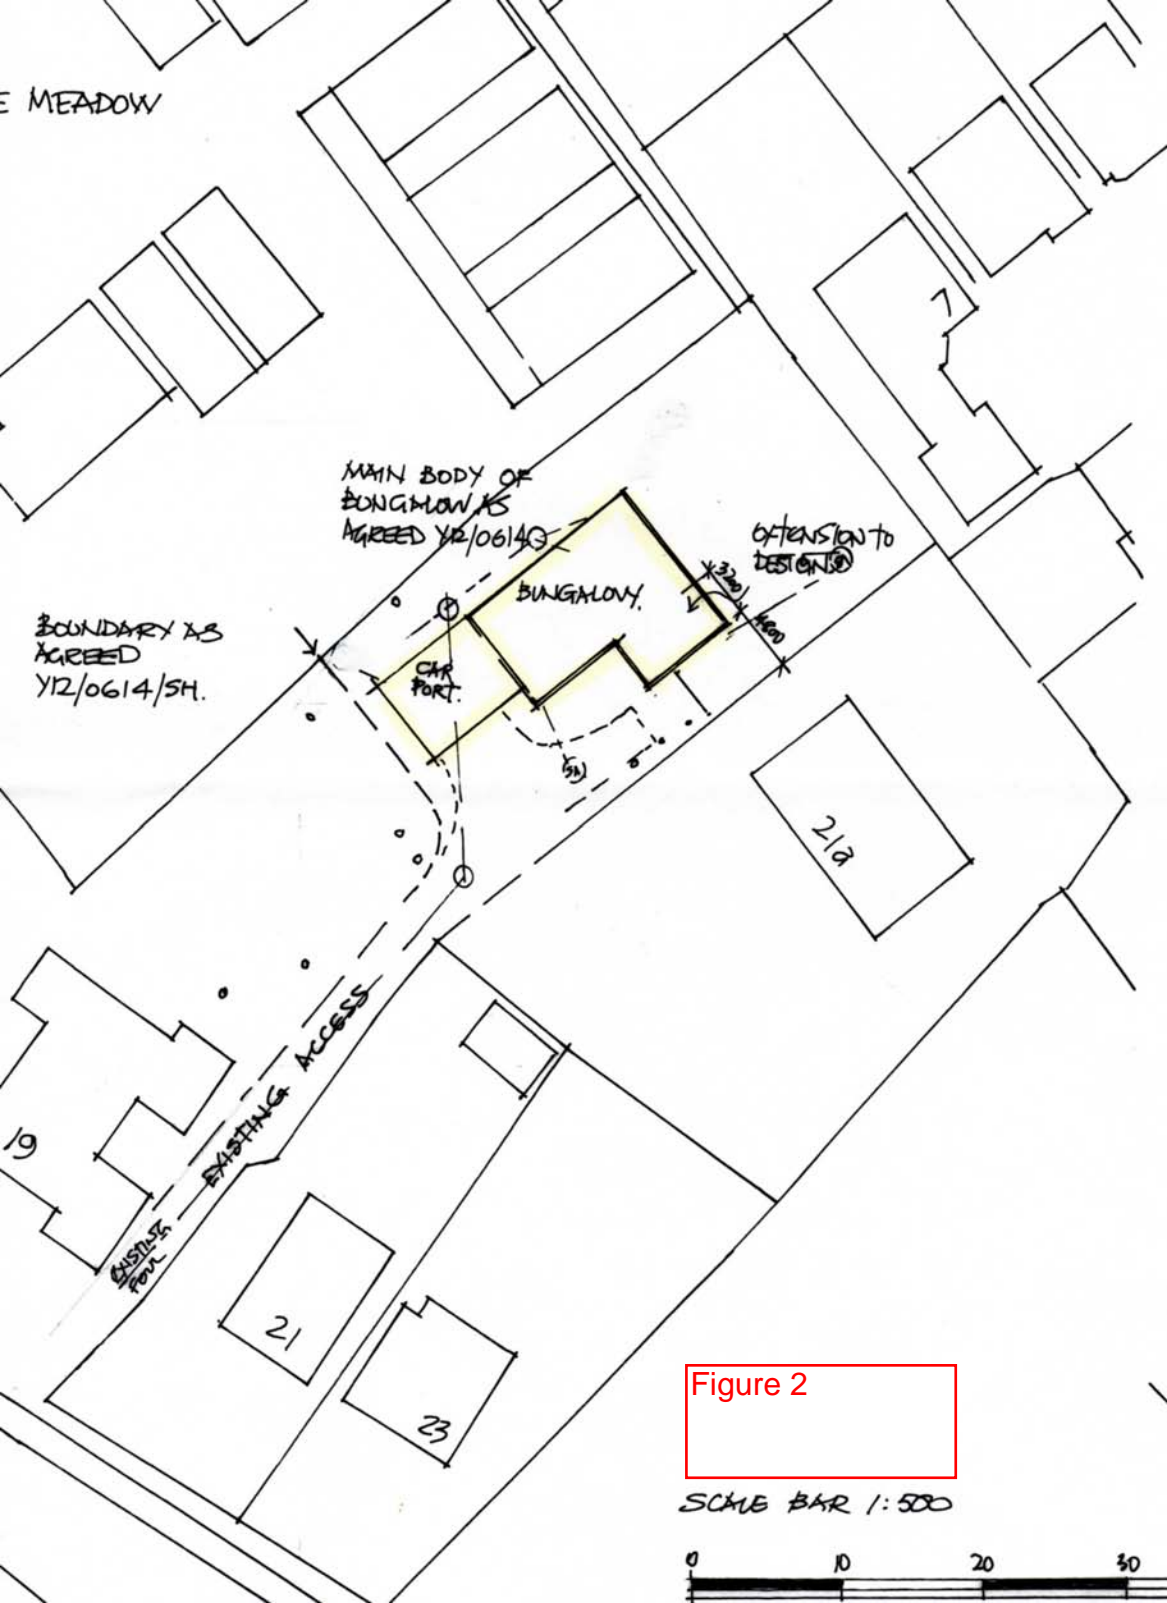 E MEADOW
7
MAIN BODY OF
BUNGALOW AS
AGREED Y12/0614
EXTENSION TO
3200
4800
BUNGALOW.
BOUNDARY AS
AGREED
Y12/0614/SH.
CAR
PORT.
21a
EXISTING ACCESS
19
EXISTING
FOUL
21
23
Figure 2
SCALE BAR 1:500
0 10 20 30